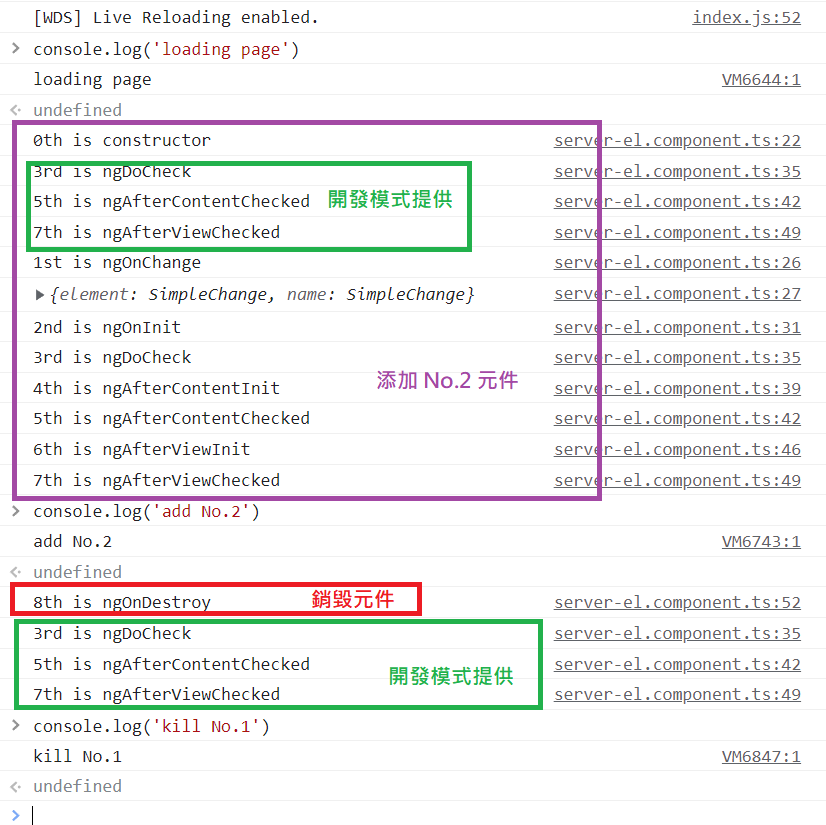 [WDS] Live Reloading enabled. index.js:52
> console.log('loading page')
loading page VM6644:1
undefined
0th is constructor server-el.component.ts:22
3rd is ngDoCheck server-el.component.ts:35
5th is ngAfterContentChecked 開發模式提供 server-el.component.ts:42
7th is ngAfterViewChecked server-el.component.ts:49
1st is ngOnChange server-el.component.ts:26
▶{element: SimpleChange, name: SimpleChange} server-el.component.ts:27
2nd is ngOnInit server-el.component.ts:31
3rd is ngDoCheck server-el.component.ts:35
添加 No.2 元件
4th is ngAfterContentInit server-el.component.ts:39
5th is ngAfterContentChecked server-el.component.ts:42
6th is ngAfterViewInit server-el.component.ts:46
7th is ngAfterViewChecked server-el.component.ts:49
> console.log('add No.2')
add No.2 VM6743:1
undefined
8th is ngOnDestroy 銷毀元件 server-el.component.ts:52
3rd is ngDoCheck server-el.component.ts:35
5th is ngAfterContentChecked server-el.component.ts:42
開發模式提供
7th is ngAfterViewChecked server-el.component.ts:49
> console.log('kill No.1')
kill No.1 VM6847:1
undefined
>